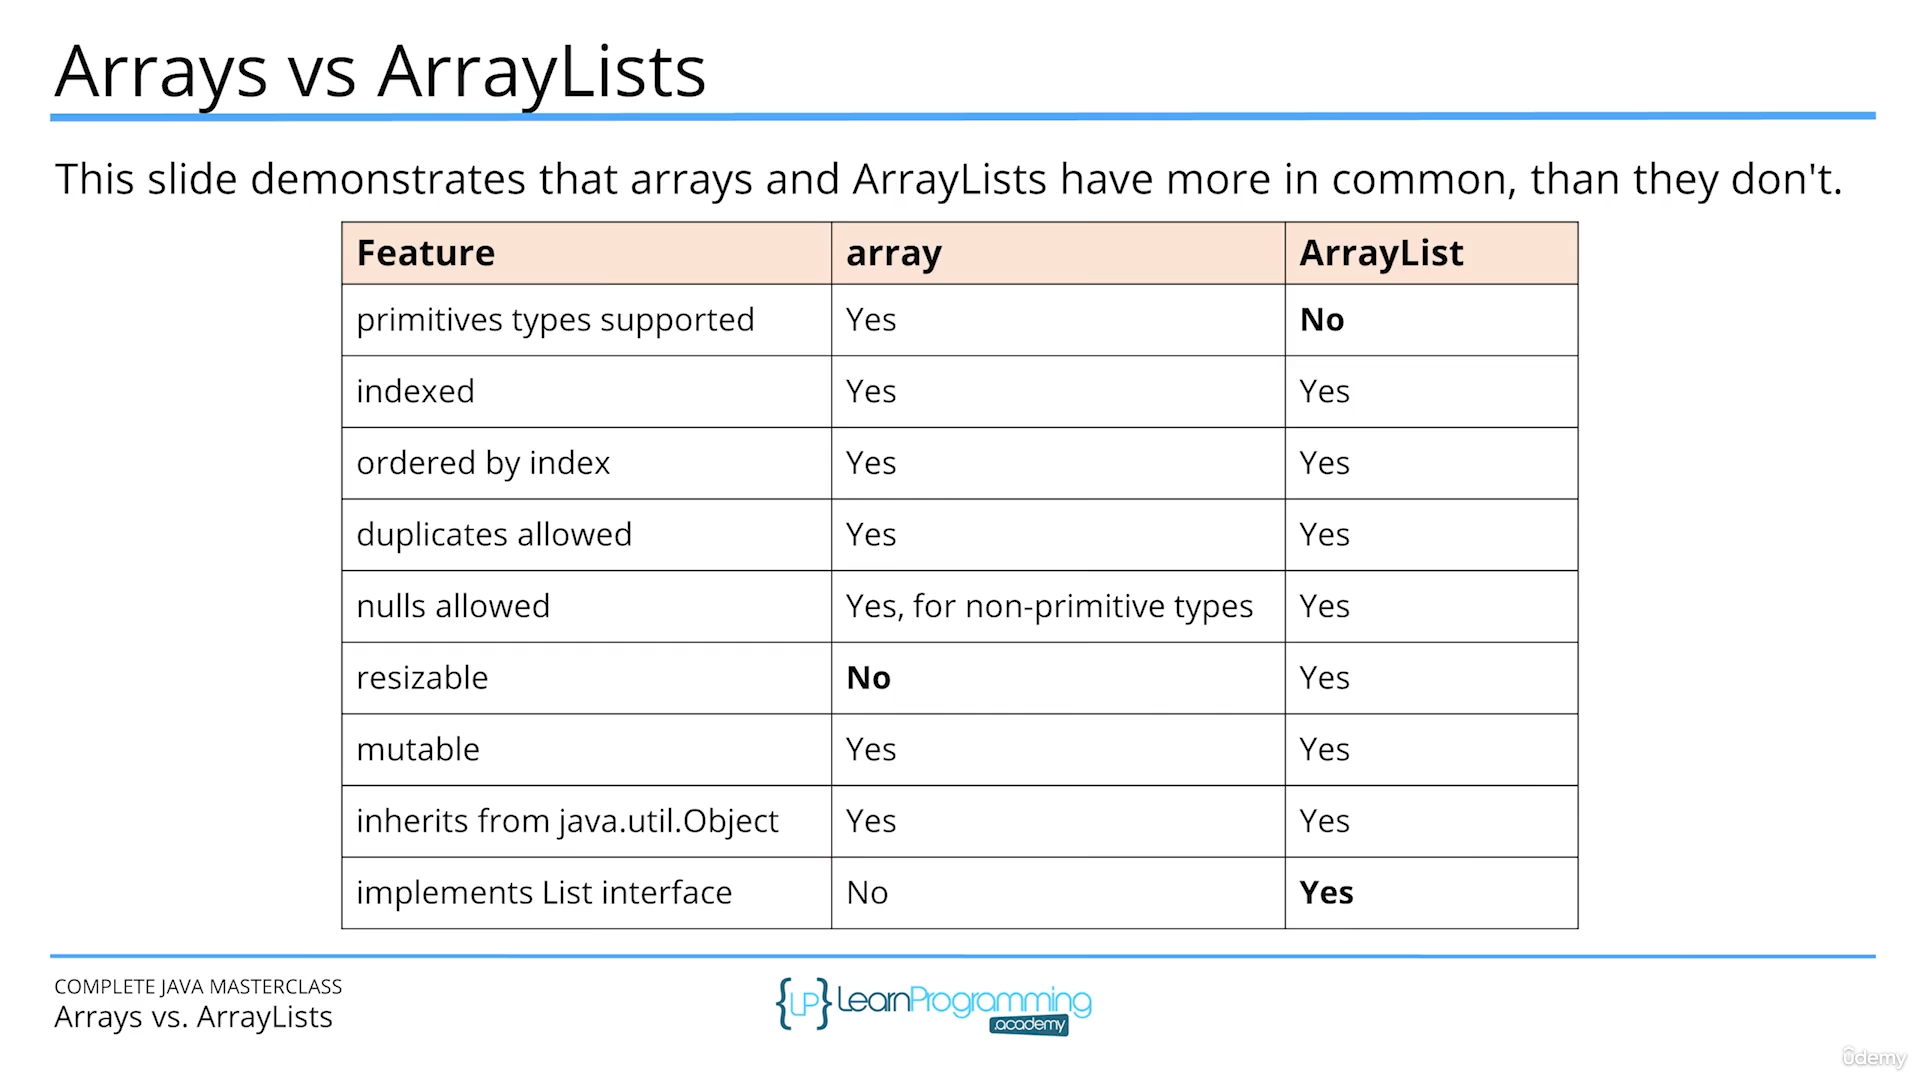 Arrays vs ArrayLists
This slide demonstrates that arrays and ArrayLists have more in common, than they don't.
Feature array ArrayList
primitives types supported Yes No
indexed Yes Yes
ordered by index Yes Yes
duplicates allowed Yes Yes
nulls allowed Yes, for non-primitive types Yes
resizable No Yes
mutable Yes Yes
inherits from java.util.Object Yes Yes
implements List interface No Yes
COMPLETE JAVA MASTERCLASS
Arrays vs. ArrayLists
{LP} LearnProgramming
.academy
ûdemy